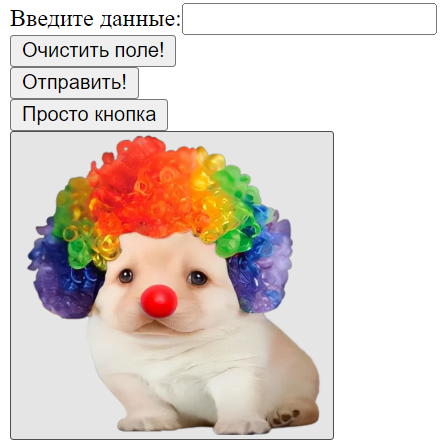 Введите данные:
Очистить поле!
Отправить!
Просто кнопка